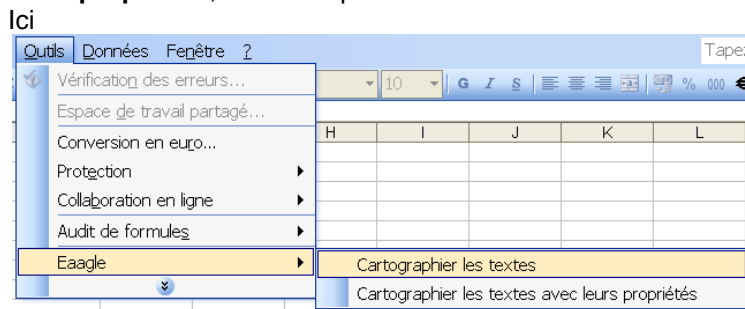 Ici
Outils Données Fenêtre ? Tapez
Vérification des erreurs... 10 G I S % 000 €
Espace de travail partagé...
Conversion en euro... H I J K L
Protection
Collaboration en ligne
Audit de formules
Eaagle Cartographier les textes
Cartographier les textes avec leurs propriétés